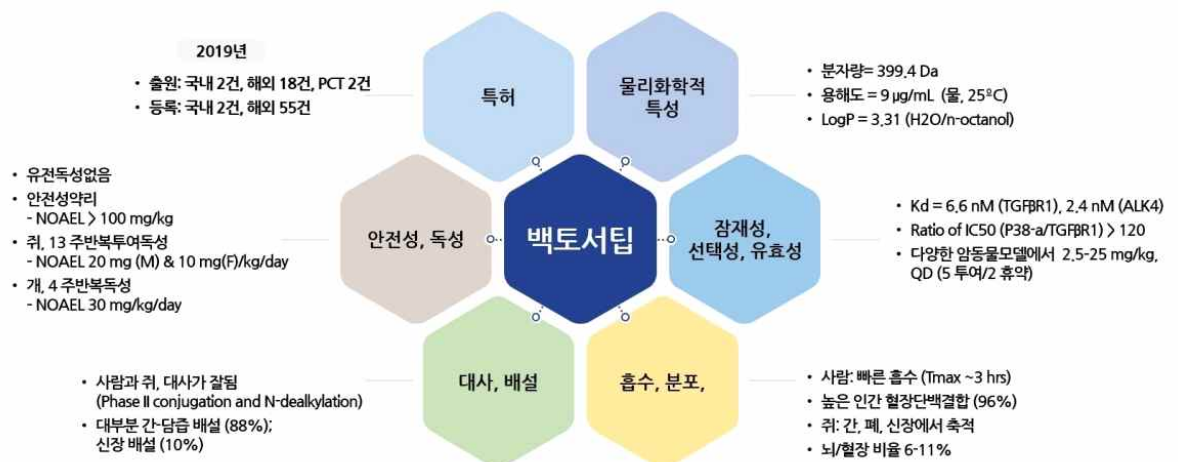 2019년
• 출원: 국내 2건, 해외 18건, PCT 2건
• 등록: 국내 2건, 해외 55건
특허
물리화학적
특성
• 분자량= 399.4 Da
• 용해도 = 9 µg/mL (물, 25ºC)
• LogP = 3.31 (H2O/n-octanol)
• 유전독성없음
• 안전성약리
- NOAEL > 100 mg/kg
• 쥐, 13 주반복투여독성
- NOAEL 20 mg (M) & 10 mg(F)/kg/day
• 개, 4 주반복독성
- NOAEL 30 mg/kg/day
안전성, 독성
백토서팁
잠재성,
선택성, 유효성
• Kd = 6.6 nM (TGFβR1), 2.4 nM (ALK4)
• Ratio of IC50 (P38-a/TGFβR1) > 120
• 다양한 암동물모델에서 2.5-25 mg/kg,
QD (5 투여/2 휴약)
• 사람과 쥐, 대사가 잘됨
(Phase II conjugation and N-dealkylation)
• 대부분 간-담즙 배설 (88%);
신장 배설 (10%)
대사, 배설
흡수, 분포,
• 사람: 빠른 흡수 (Tmax ~3 hrs)
• 높은 인간 혈장단백결합 (96%)
• 쥐: 간, 폐, 신장에서 축적
• 뇌/혈장 비율 6-11%